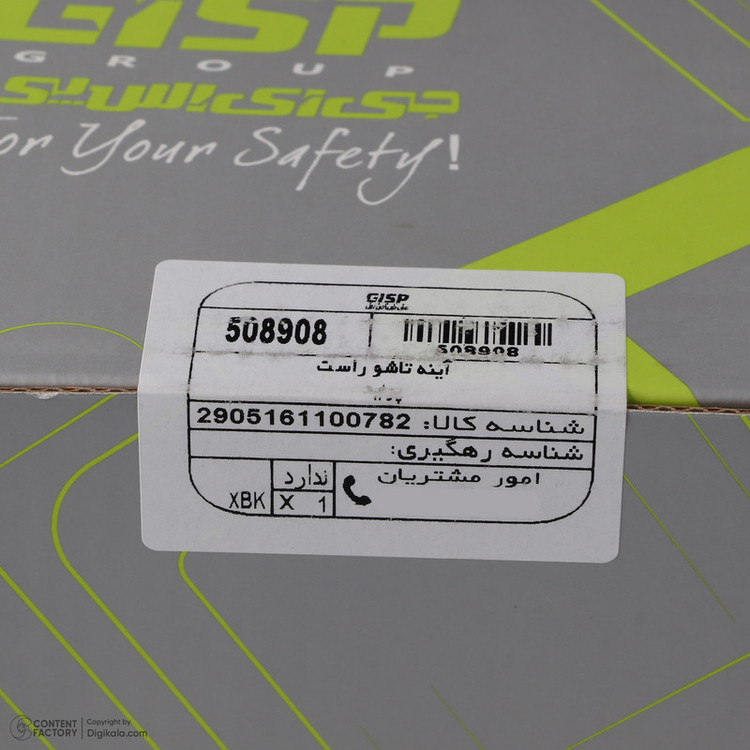 GISP
GROUP
جی ای اس پی
For Your Safety!
GISP
508908
508908
آینه تاشو راست
شناسه کالا: 2905161100782
شناسه رهگیری:
امور مشتریان
ندارد
XBK
X 1
CONTENT FACTORY
Copyright by
Digikala.com